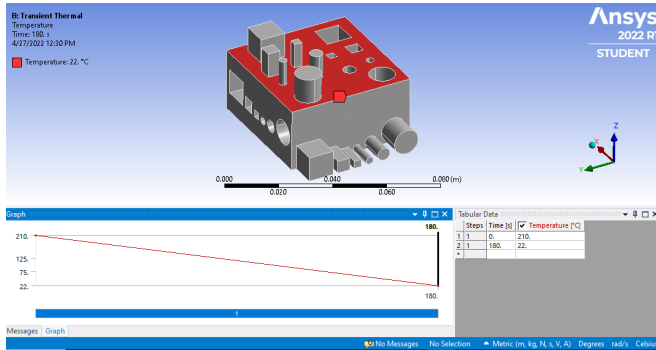 B: Transient Thermal
Temperature
Time: 180. s
4/27/2022 12:30 PM
Temperature: 22. °C
Ansys
2022 R1
STUDENT
Z
X
Y
0.000
0.040
0.080 (m)
0.020
0.060
Graph
180.
210.
125.
75.
22.
180.
1
Messages Graph
Tabular Data
Steps Time [s] Temperature [°C]
1 1 0. 210.
2 1 180. 22.
*
No Messages No Selection Metric (m, kg, N, s, V, A) Degrees rad/s Celsius